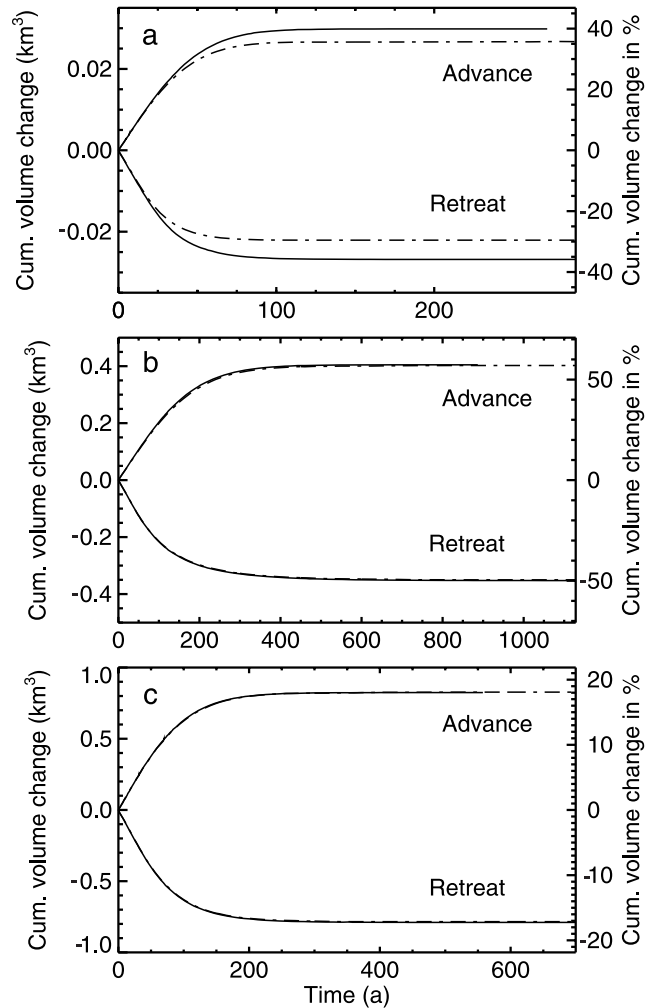 a
Cum. volume change (km³)
0.02
0.00
-0.02
Advance
Retreat
40
20
0
-20
-40
Cum. volume change in %
0
100
200
b
Cum. volume change (km³)
0.4
0.2
0.0
-0.2
-0.4
Advance
Retreat
50
0
-50
Cum. volume change in %
0
200
400
600
800
1000
c
Cum. volume change (km³)
1.0
0.5
0.0
-0.5
-1.0
Advance
Retreat
20
10
0
-10
-20
Cum. volume change in %
0
200
400
600
Time (a)